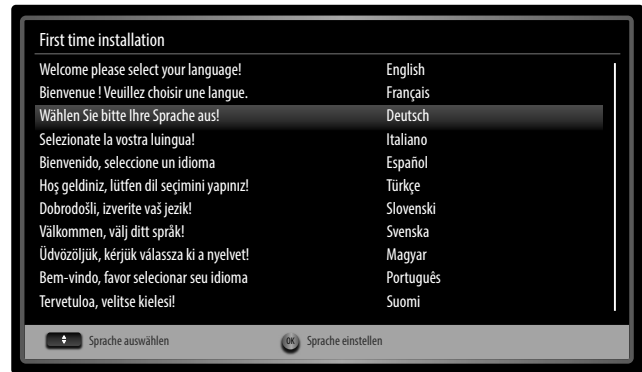 First time installation
Welcome please select your language! English
Bienvenue ! Veuillez choisir une langue. Français
Wählen Sie bitte Ihre Sprache aus! Deutsch
Selezionate la vostra luingua! Italiano
Bienvenido, seleccione un idioma Español
Hoş geldiniz, lütfen dil seçimini yapınız! Türkçe
Dobrodošli, izverite vaš jezik! Slovenski
Välkommen, välj ditt språk! Svenska
Üdvözöljük, kérjük válassza ki a nyelvet! Magyar
Bem-vindo, favor selecionar seu idioma Português
Tervetuloa, velitse kielesi! Suomi
Sprache auswählen OK Sprache einstellen